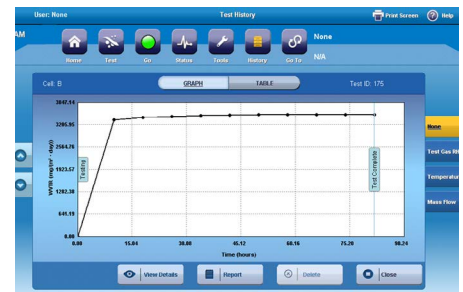 User: None
Test History
Print Screen
Help
AM
Home
Test
Go
Status
Tools
History
Go To
None
N/A
Cell: B
GRAPH
TABLE
Test ID: 175
3847.14
3205.95
2564.76
1923.57
1282.38
641.19
0.00
WVTR (mg/(m² · day))
Testing
Test Complete
0.00
15.04
30.08
45.12
60.16
75.20
90.24
Time (hours)
None
Test Gas RH
Temperatur
Mass Flow
View Details
Report
Delete
Close